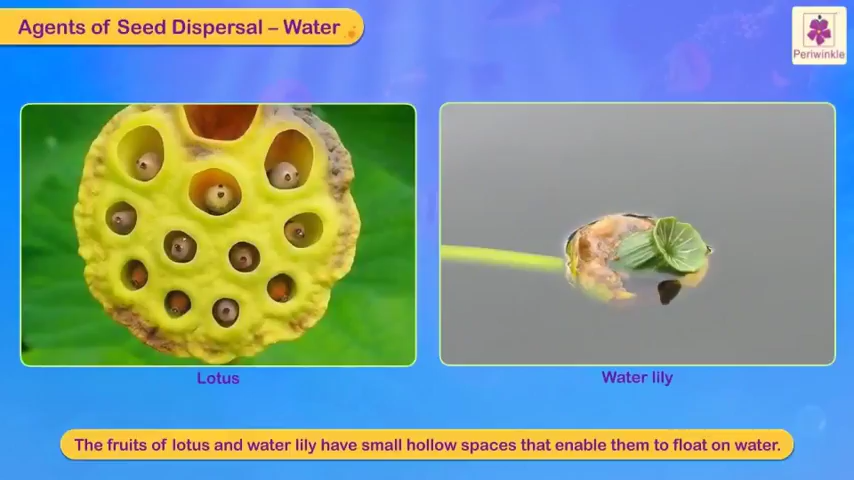 Agents of Seed Dispersal – Water
Periwinkle
Lotus
Water lily
The fruits of lotus and water lily have small hollow spaces that enable them to float on water.